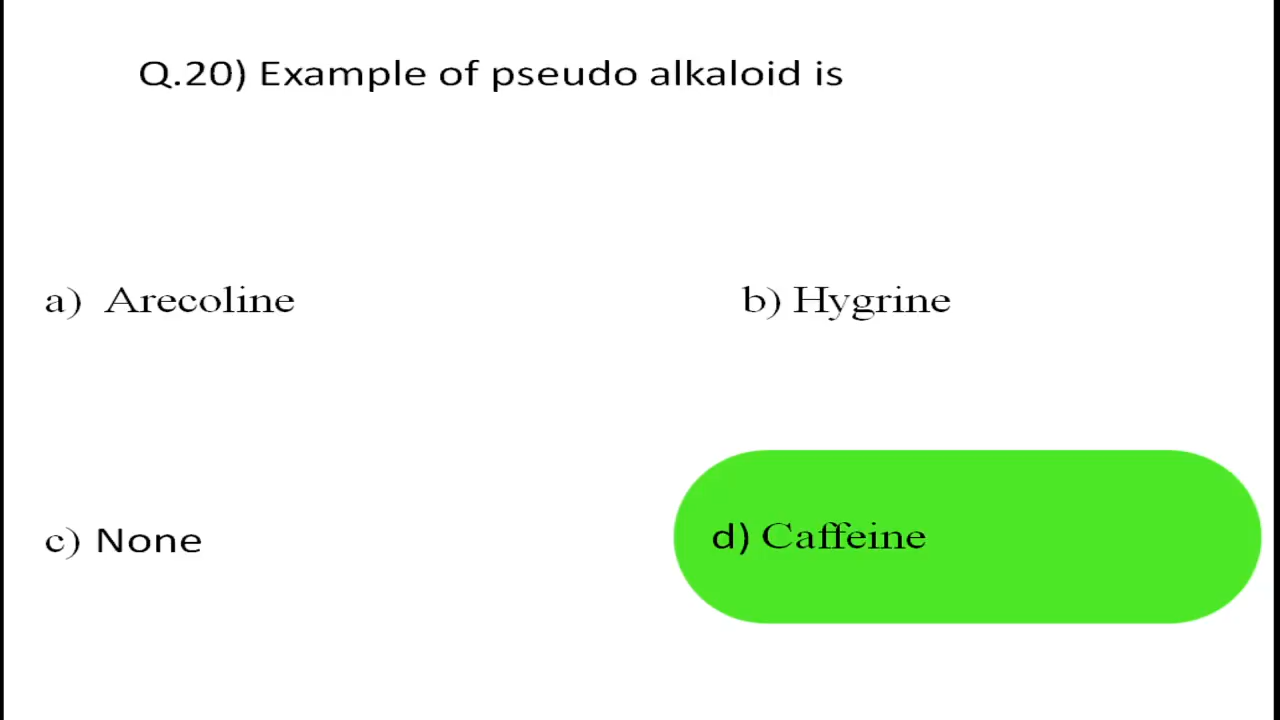 Q.20) Example of pseudo alkaloid is
a) Arecoline
b) Hygrine
c) None
d) Caffeine